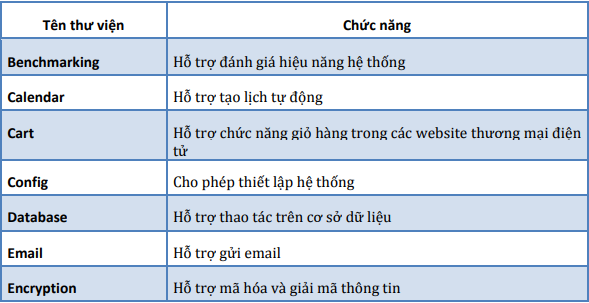 Tên thư viện Chức năng
Benchmarking Hỗ trợ đánh giá hiệu năng hệ thống
Calendar Hỗ trợ tạo lịch tự động
Cart Hỗ trợ chức năng giỏ hàng trong các website thương mại điện
tử
Config Cho phép thiết lập hệ thống
Database Hỗ trợ thao tác trên cơ sở dữ liệu
Email Hỗ trợ gửi email
Encryption Hỗ trợ mã hóa và giải mã thông tin